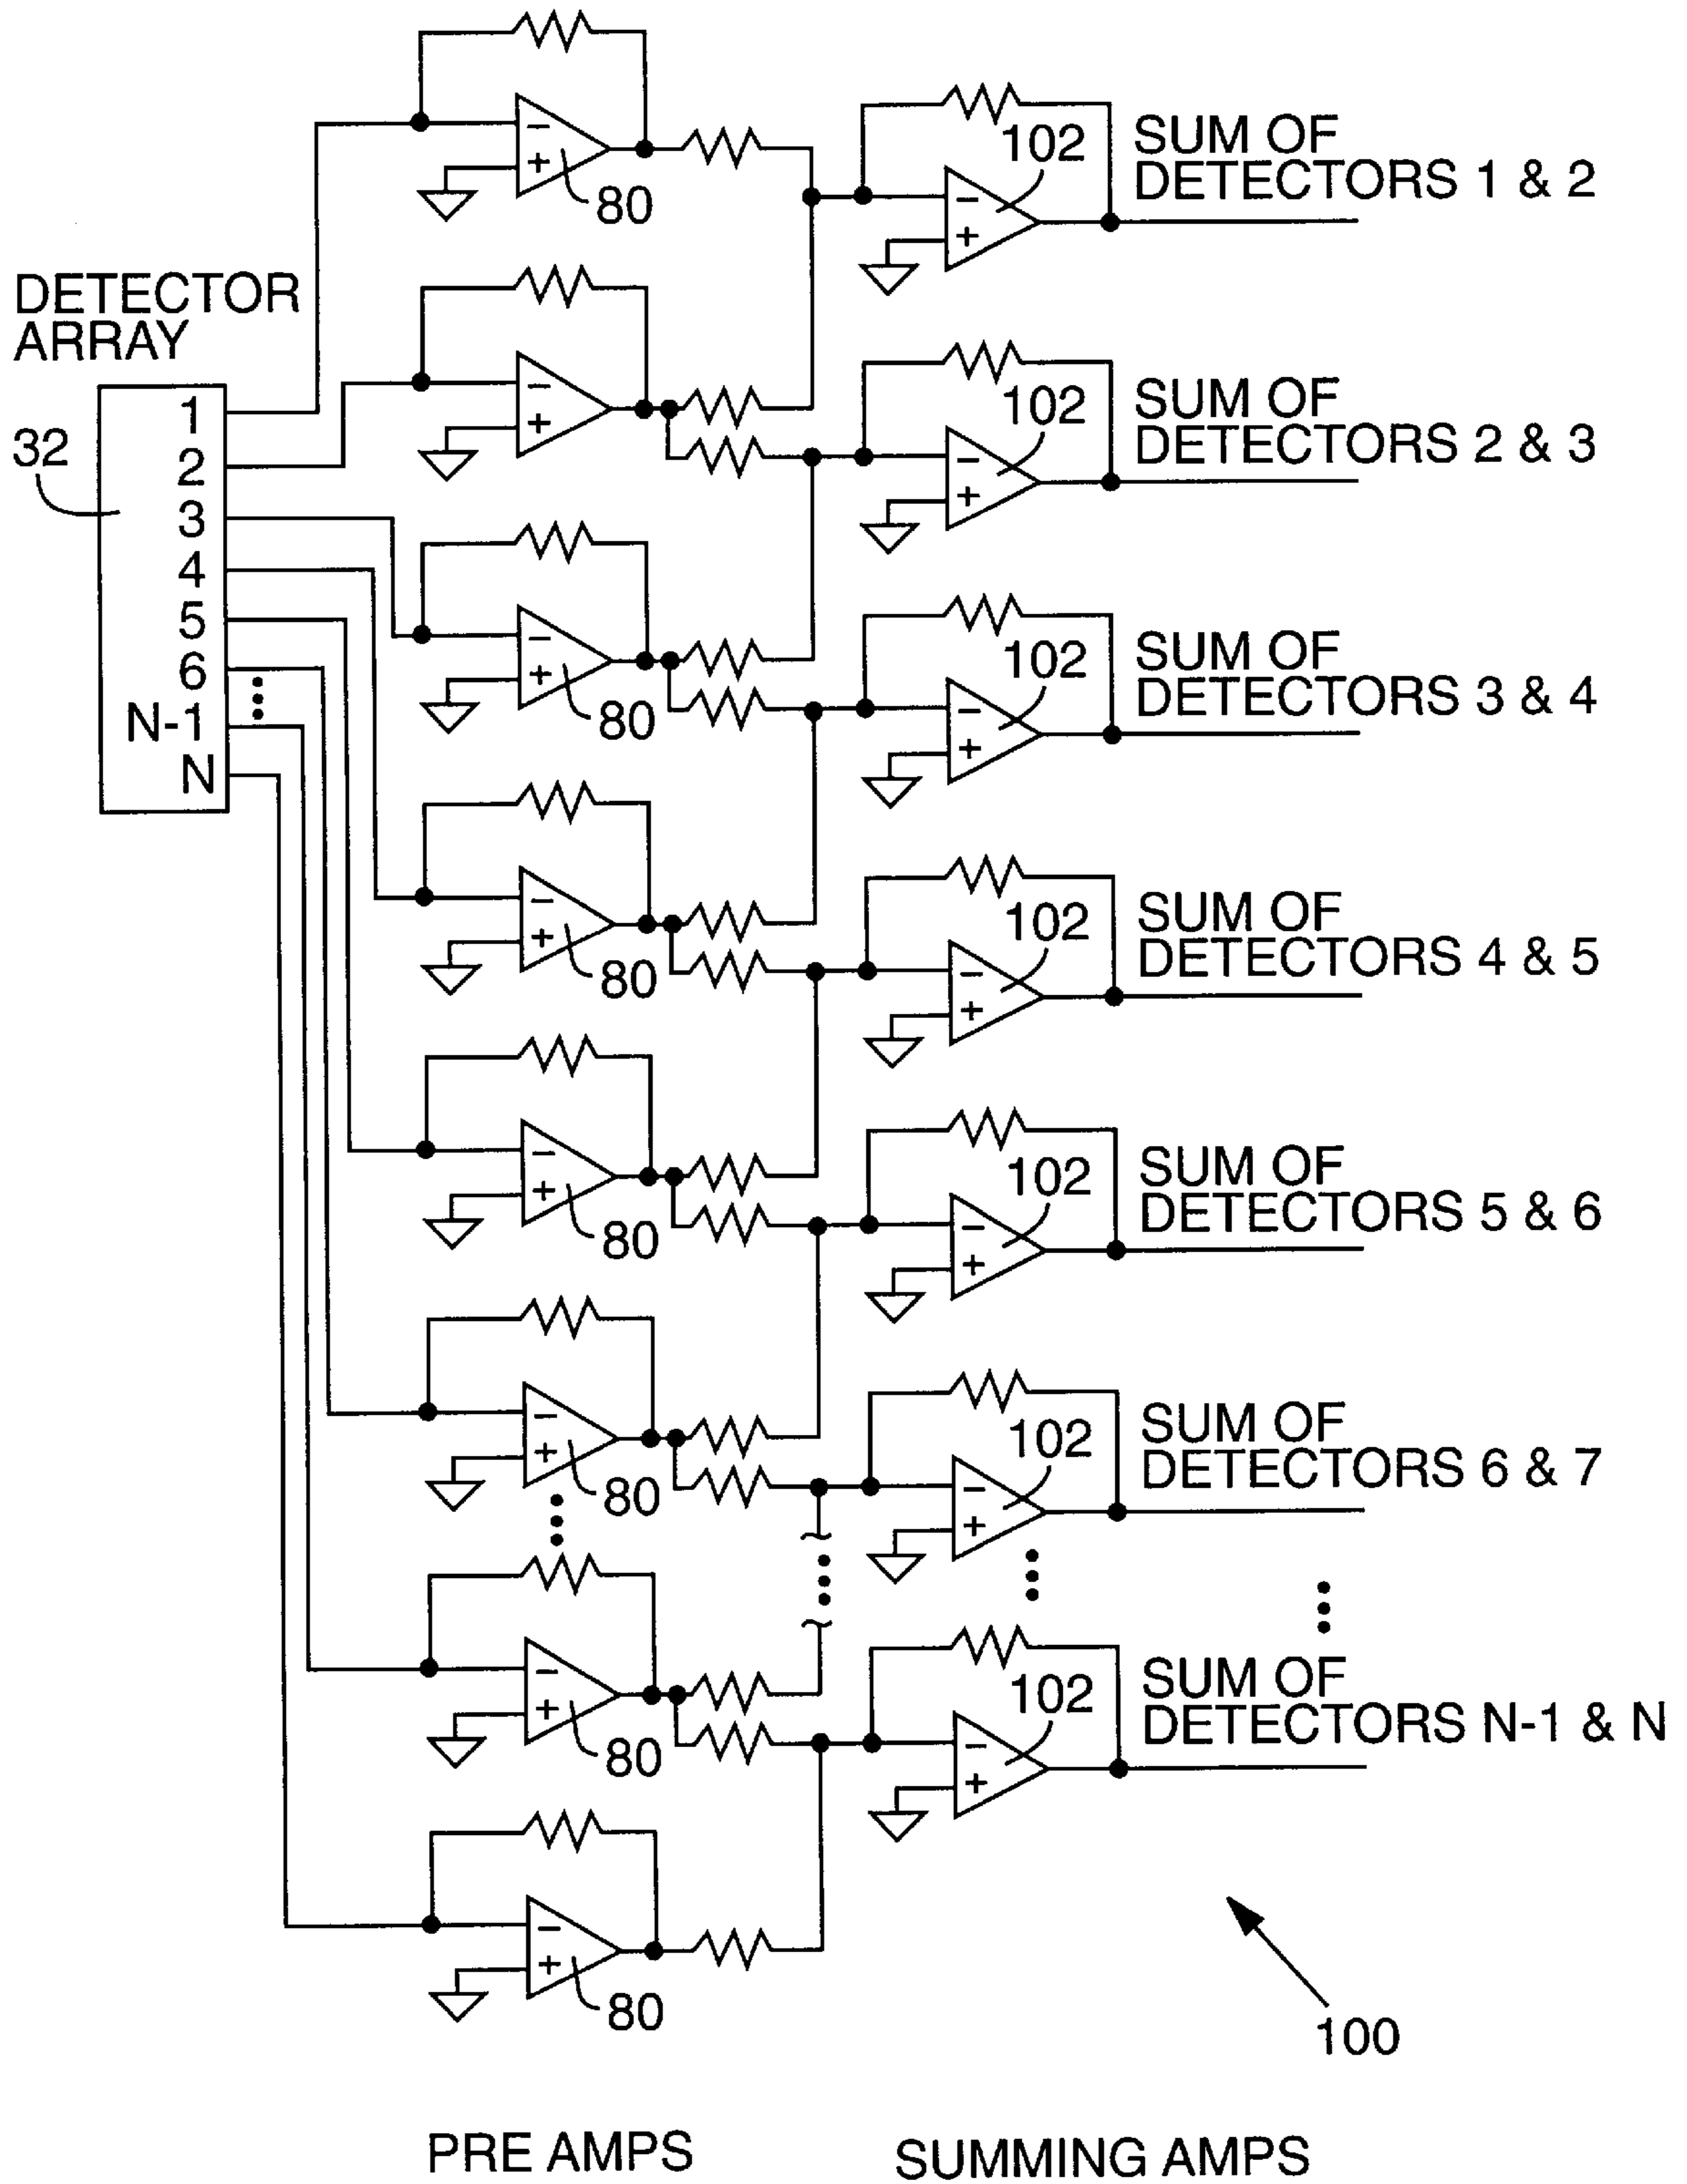 DETECTOR
ARRAY
32
1
2
3
4
5
6
N-1
N
−
+
80
−
+
−
+
80
−
+
80
−
+
80
−
+
80
−
+
80
−
+
80
102
−
+
SUM OF
DETECTORS 1 & 2
102
−
+
SUM OF
DETECTORS 2 & 3
102
−
+
SUM OF
DETECTORS 3 & 4
102
−
+
SUM OF
DETECTORS 4 & 5
102
−
+
SUM OF
DETECTORS 5 & 6
102
−
+
SUM OF
DETECTORS 6 & 7
102
−
+
SUM OF
DETECTORS N-1 & N
100
PRE AMPS
SUMMING AMPS